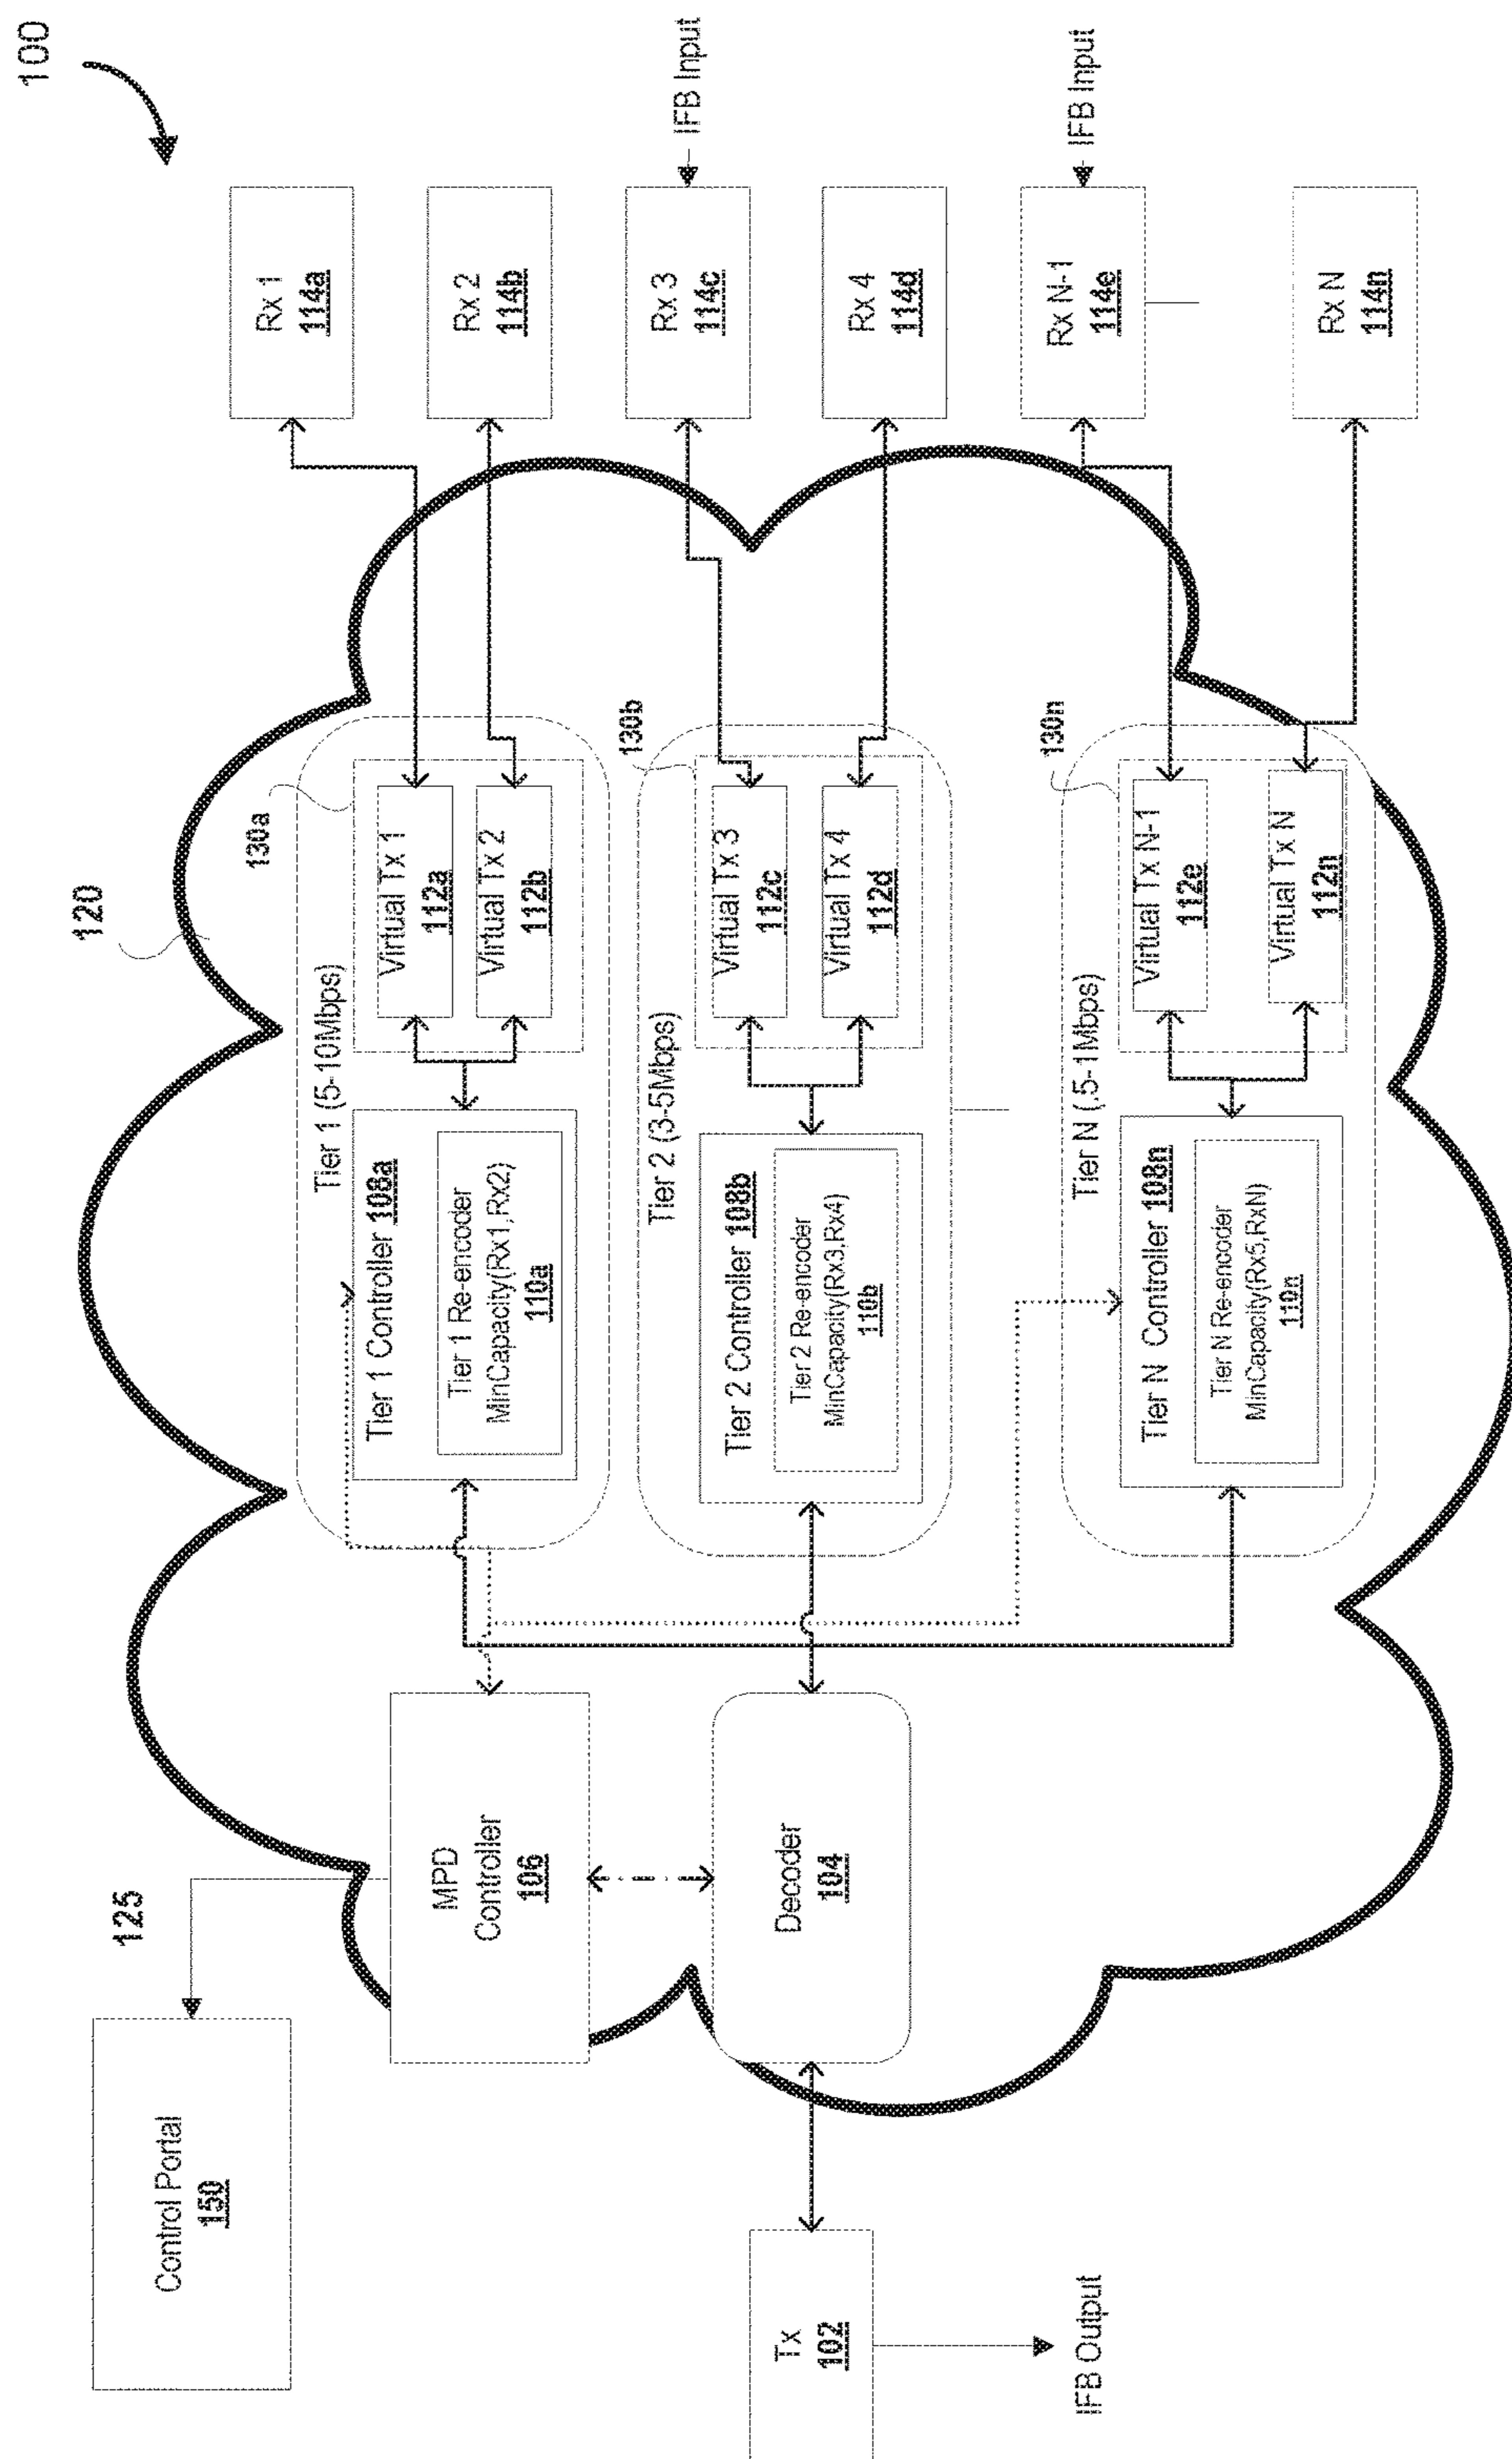 100
Control Portal
150
125
120
MPD
Controller
106
Decoder
104
Tx
102
IFB Output
Tier 1 (5-10Mbps)
Tier 1 Controller 108a
Tier 1 Re-encoder
MinCapacity(Rx1,Rx2)
110a
130a
Virtual Tx 1
112a
Virtual Tx 2
112b
Tier 2 (3-5Mbps)
Tier 2 Controller 108b
Tier 2 Re-encoder
MinCapacity(Rx3,Rx4)
110b
130b
Virtual Tx 3
112c
Virtual Tx 4
112d
Tier N (.5-1Mbps)
Tier N Controller 108n
Tier N Re-encoder
MinCapacity(Rx5,RxN)
110n
130n
Virtual Tx N-1
112e
Virtual Tx N
112n
Rx 1
114a
Rx 2
114b
Rx 3
114c
IFB Input
Rx 4
114d
Rx N-1
114e
IFB Input
Rx N
114n